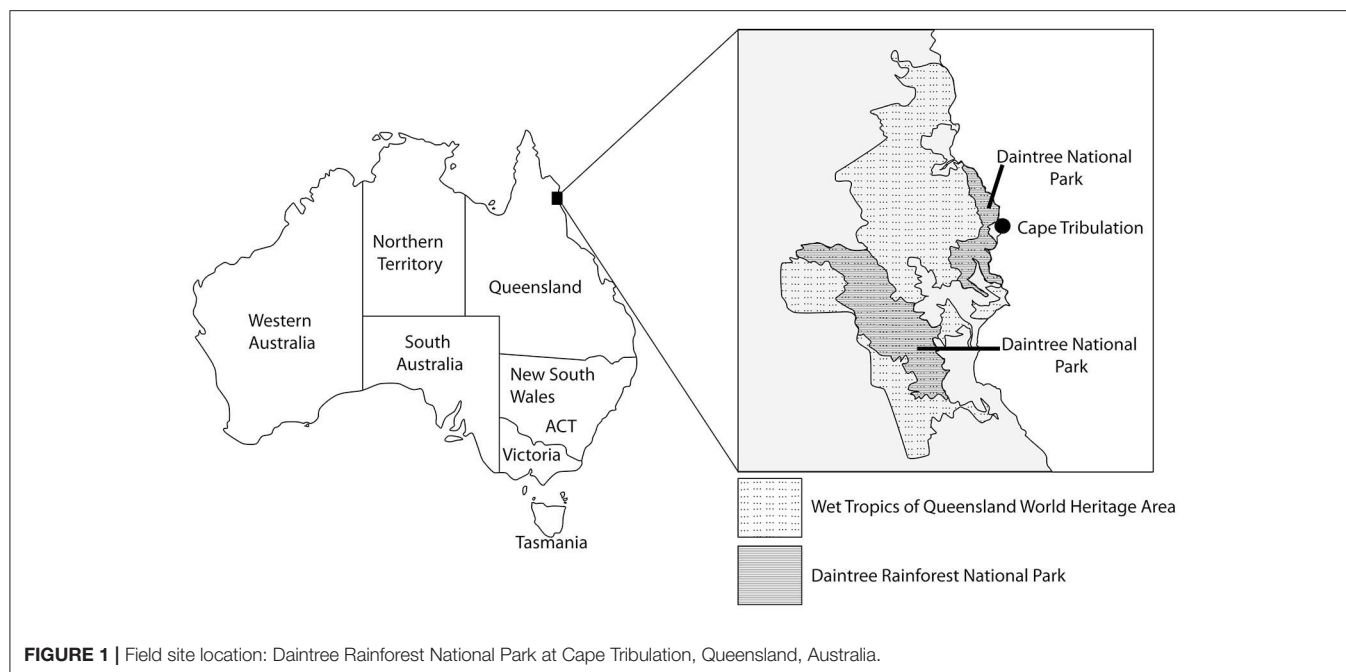 Northern
Territory
Queensland
Western
Australia
South
Australia
New South
Wales
ACT
Victoria
Tasmania
Daintree National
Park
Cape Tribulation
Daintree National
Park
Wet Tropics of Queensland World Heritage Area
Daintree Rainforest National Park
FIGURE 1 | Field site location: Daintree Rainforest National Park at Cape Tribulation, Queensland, Australia.